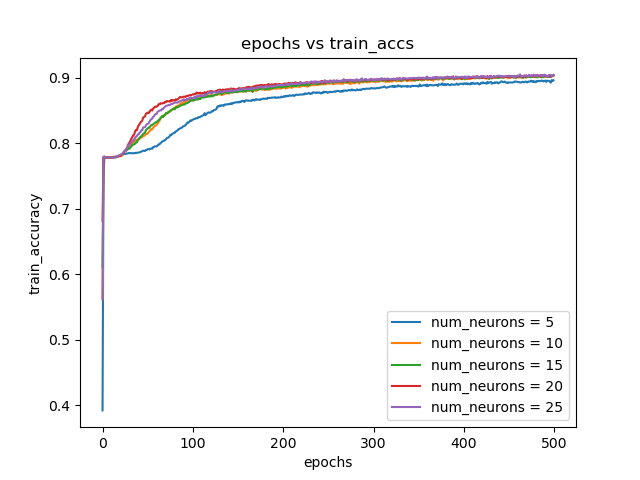 epochs vs train_accs
train_accuracy
0.9
0.8
0.7
0.6
0.5
0.4
num_neurons = 5
num_neurons = 10
num_neurons = 15
num_neurons = 20
num_neurons = 25
0 100 200 300 400 500
epochs